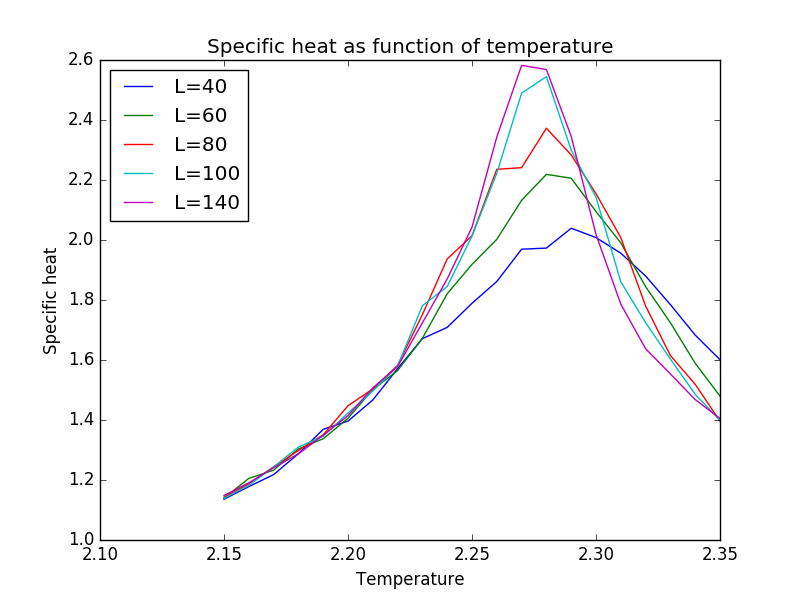 Specific heat as function of temperature
2.6
2.4
2.2
2.0
1.8
1.6
1.4
1.2
1.0
Specific heat
L=40
L=60
L=80
L=100
L=140
2.10 2.15 2.20 2.25 2.30 2.35
Temperature